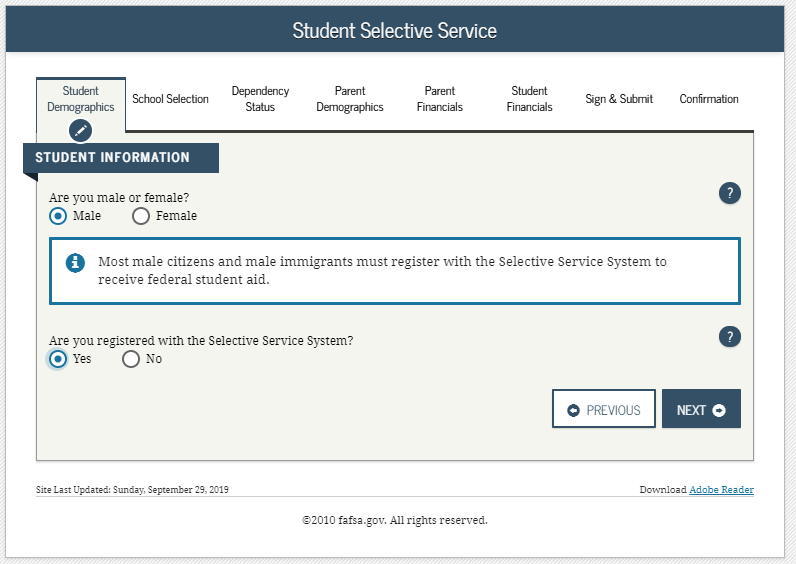 Student Selective Service
Student
Demographics
School Selection
Dependency
Status
Parent
Demographics
Parent
Financials
Student
Financials
Sign & Submit
Confirmation
STUDENT INFORMATION
Are you male or female?
?
Male Female
Most male citizens and male immigrants must register with the Selective Service System to
receive federal student aid.
Are you registered with the Selective Service System?
?
Yes No
PREVIOUS NEXT
Site Last Updated: Sunday, September 29, 2019 Download Adobe Reader
©2010 fafsa.gov. All rights reserved.